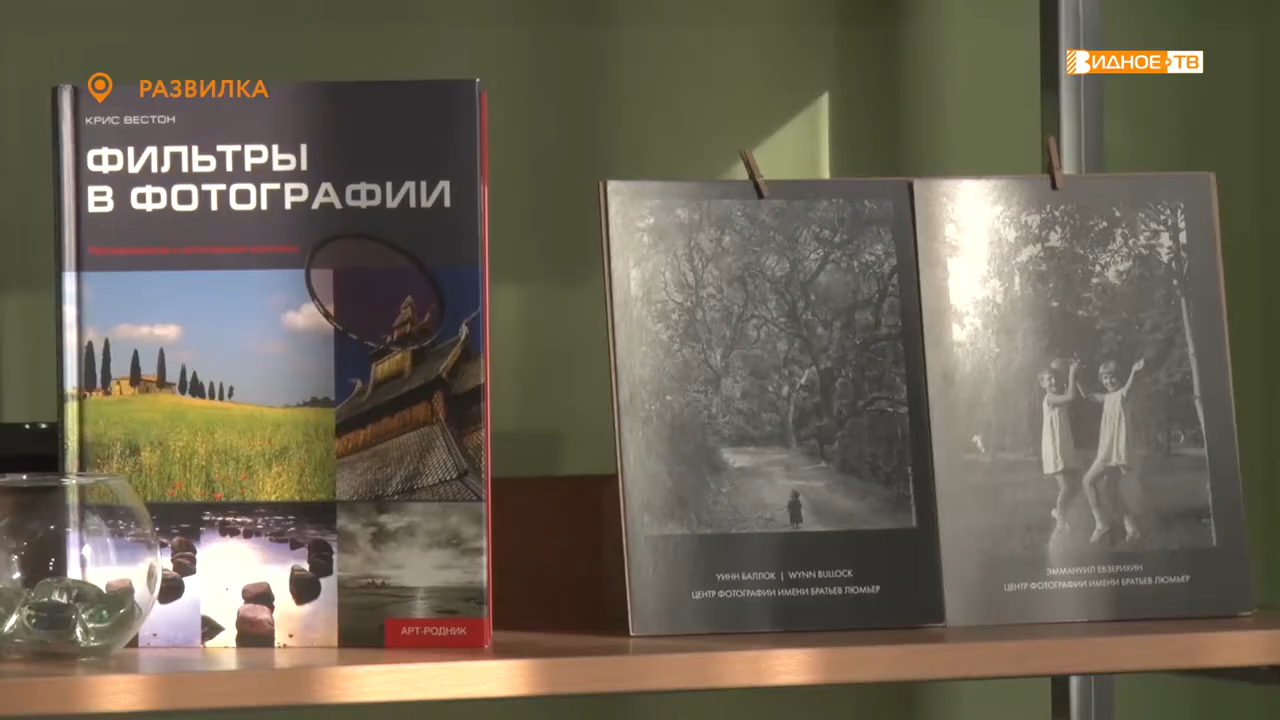 РАЗВИЛКА
ВИДНОЕ ТВ
КРИС ВЕСТОН
ФИЛЬТРЫ
В ФОТОГРАФИИ
АРТ-РОДНИК
УИНН БАЛЛОК | WYNN BULLOCK
ЦЕНТР ФОТОГРАФИИ ИМЕНИ БРАТЬЕВ ЛЮМЬЕР
ЭММАНУИЛ ЕВЗЕРИХИН
ЦЕНТР ФОТОГРАФИИ ИМЕНИ БРАТЬЕВ ЛЮМЬЕР